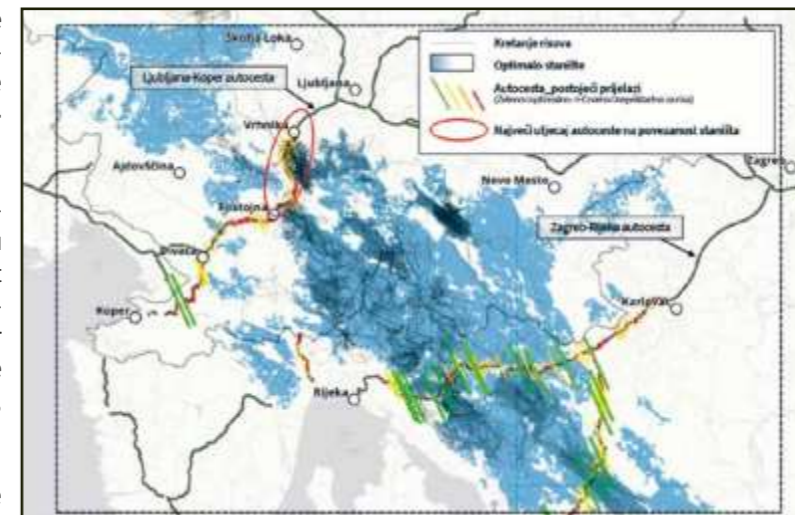 Škofja Loka
Ljubljana-Koper autocesta
Ljubljana
Vrhnika
Ajdovščina
Postojna
Divača
Koper
Rijeka
Kretanje risova
Optimalo stanište
Autocesta_postojeći prijelazi
Najveći utjecaj autoceste na povezanost staništa
Zagreb
Novo Mesto
Zagreb-Rijeka autocesta
Karlovac